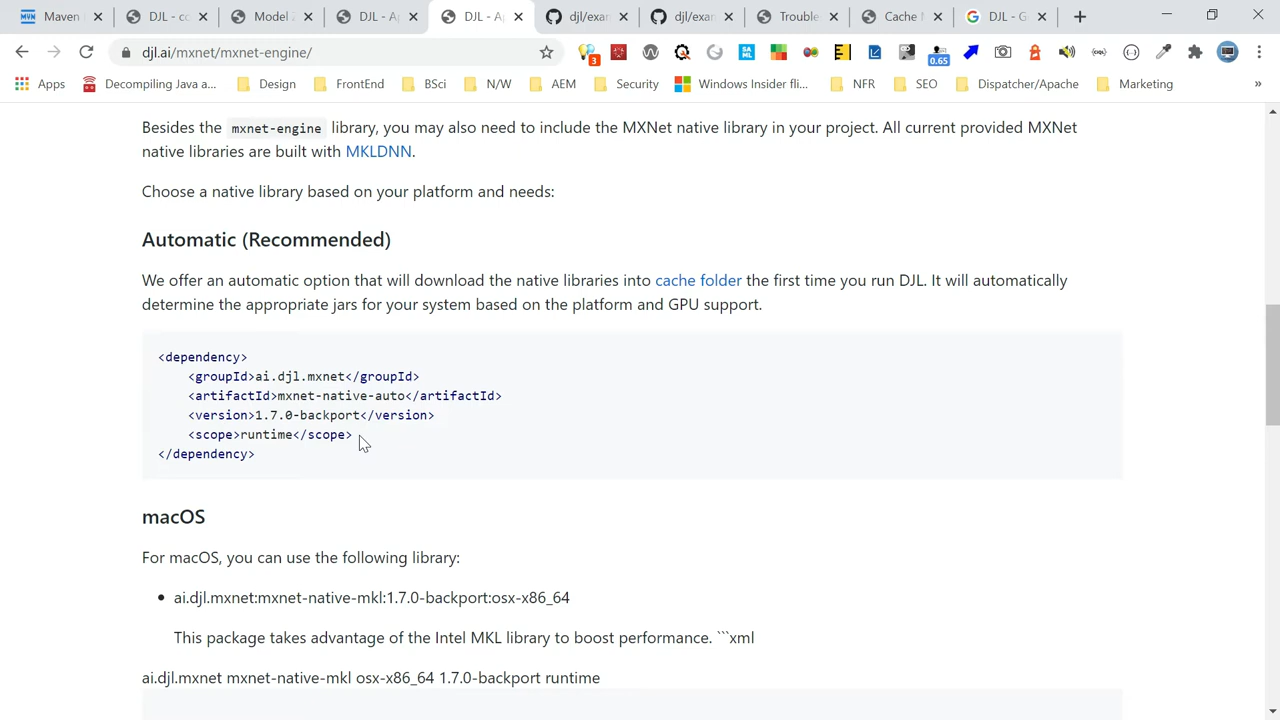 Maven
DJL - co
Model
DJL - A
DJL - A
djl/exan
djl/exan
Trouble
Cache
DJL - G
djl.ai/mxnet/mxnet-engine/
3
0.65
Apps
Decompiling Java a...
Design
FrontEnd
BSci
N/W
AEM
Security
Windows Insider fli...
NFR
SEO
Dispatcher/Apache
Marketing
»
Besides the mxnet-engine library, you may also need to include the MXNet native library in your project. All current provided MXNet
native libraries are built with MKLDNN.
Choose a native library based on your platform and needs:
Automatic (Recommended)
We offer an automatic option that will download the native libraries into cache folder the first time you run DJL. It will automatically
determine the appropriate jars for your system based on the platform and GPU support.
<dependency>
<groupId>ai.djl.mxnet</groupId>
<artifactId>mxnet-native-auto</artifactId>
<version>1.7.0-backport</version>
<scope>runtime</scope>
</dependency>
macOS
For macOS, you can use the following library:
• ai.djl.mxnet:mxnet-native-mkl:1.7.0-backport:osx-x86_64
This package takes advantage of the Intel MKL library to boost performance. ```xml
ai.djl.mxnet mxnet-native-mkl osx-x86_64 1.7.0-backport runtime